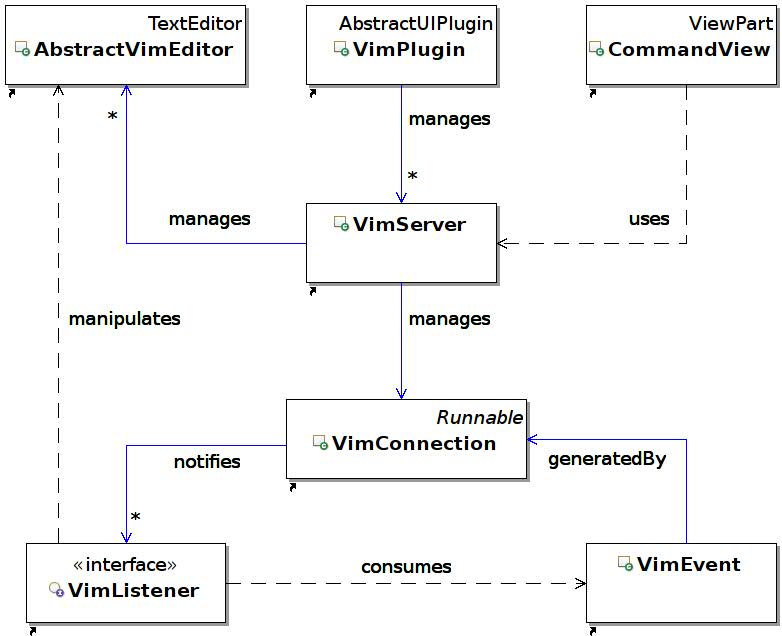 TextEditor
AbstractVimEditor
AbstractUIPlugin
VimPlugin
ViewPart
CommandView
*
manages
*
manages
VimServer
uses
manipulates
manages
Runnable
VimConnection
notifies
generatedBy
*
«interface»
VimListener
consumes
VimEvent